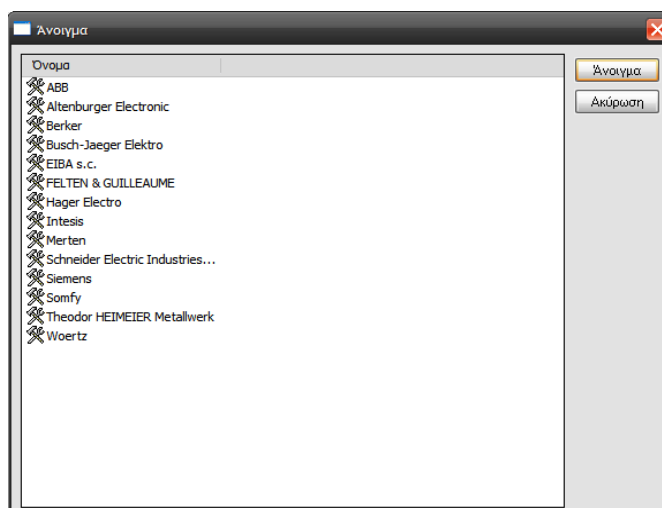 Άνοιγμα
Όνομα
ABB
Altenburger Electronic
Berker
Busch-Jaeger Elektro
EIBA s.c.
FELTEN & GUILLEAUME
Hager Electro
Intesis
Merten
Schneider Electric Industries...
Siemens
Somfy
Theodor HEIMEIER Metallwerk
Woertz
Άνοιγμα
Ακύρωση